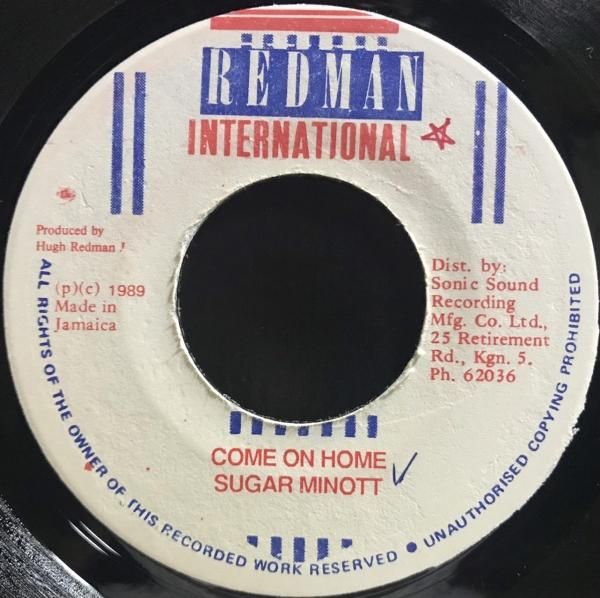 REDMAN
INTERNATIONAL
Produced by
Hugh Redman J
(p)(c) 1989
Made in
Jamaica
Dist. by:
Sonic Sound
Recording
Mfg. Co. Ltd.,
25 Retirement
Rd., Kgn. 5.
Ph. 62036
COME ON HOME
SUGAR MINOTT
ALL RIGHTS OF THE OWNER OF THIS RECORDED WORK RESERVED ● UNAUTHORISED COPYING PROHIBITED